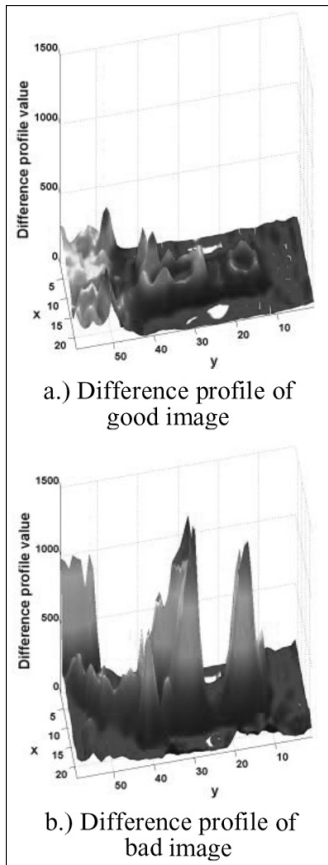 1500
1000
500
0
Difference profile value
5
10
15
20
x
50
40
30
20
10
y
a.) Difference profile of
good image
1500
1000
500
0
Difference profile value
5
10
15
20
x
50
40
30
20
10
y
b.) Difference profile of
bad image